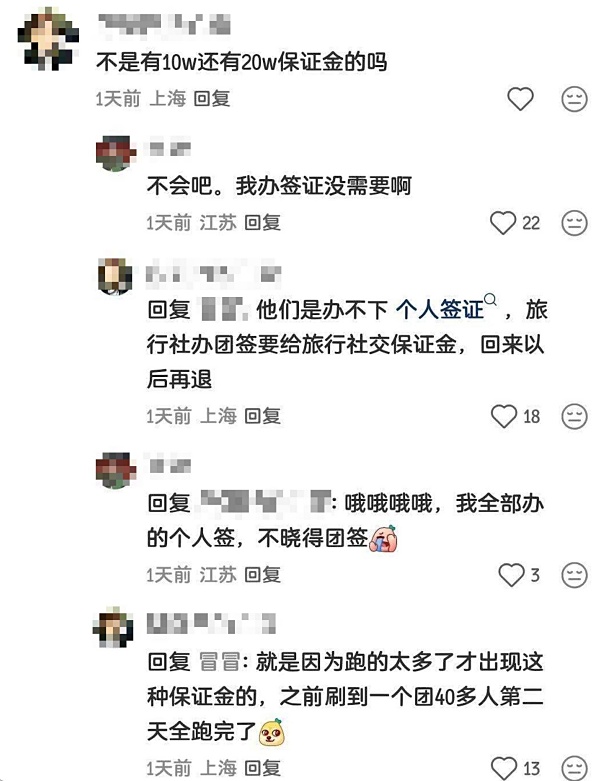 不是有10w还有20w保证金的吗
1天前 上海 回复
不会吧。我办签证没需要啊
1天前 江苏 回复
22
回复 他们是办不下 个人签证，旅
行社办团签要给旅行社交保证金，回来以
后再退
1天前 上海 回复
18
回复 : 哦哦哦哦，我全部办
的个人签，不晓得团签
1天前 江苏 回复
3
回复 冒冒: 就是因为跑的太多了才出现这
种保证金的，之前刷到一个团40多人第二
天全跑完了
1天前 上海 回复
13